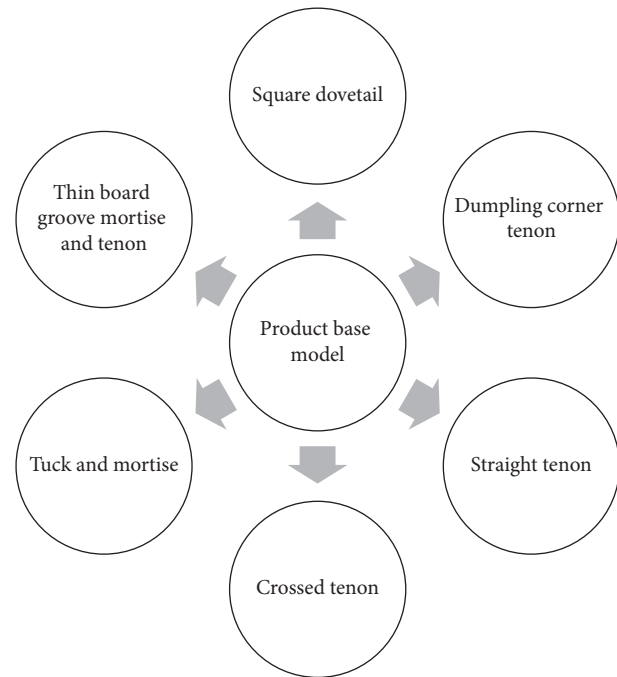 Square dovetail
Thin board
groove mortise
and tenon
Dumpling corner
tenon
Product base
model
Tuck and mortise
Straight tenon
Crossed tenon